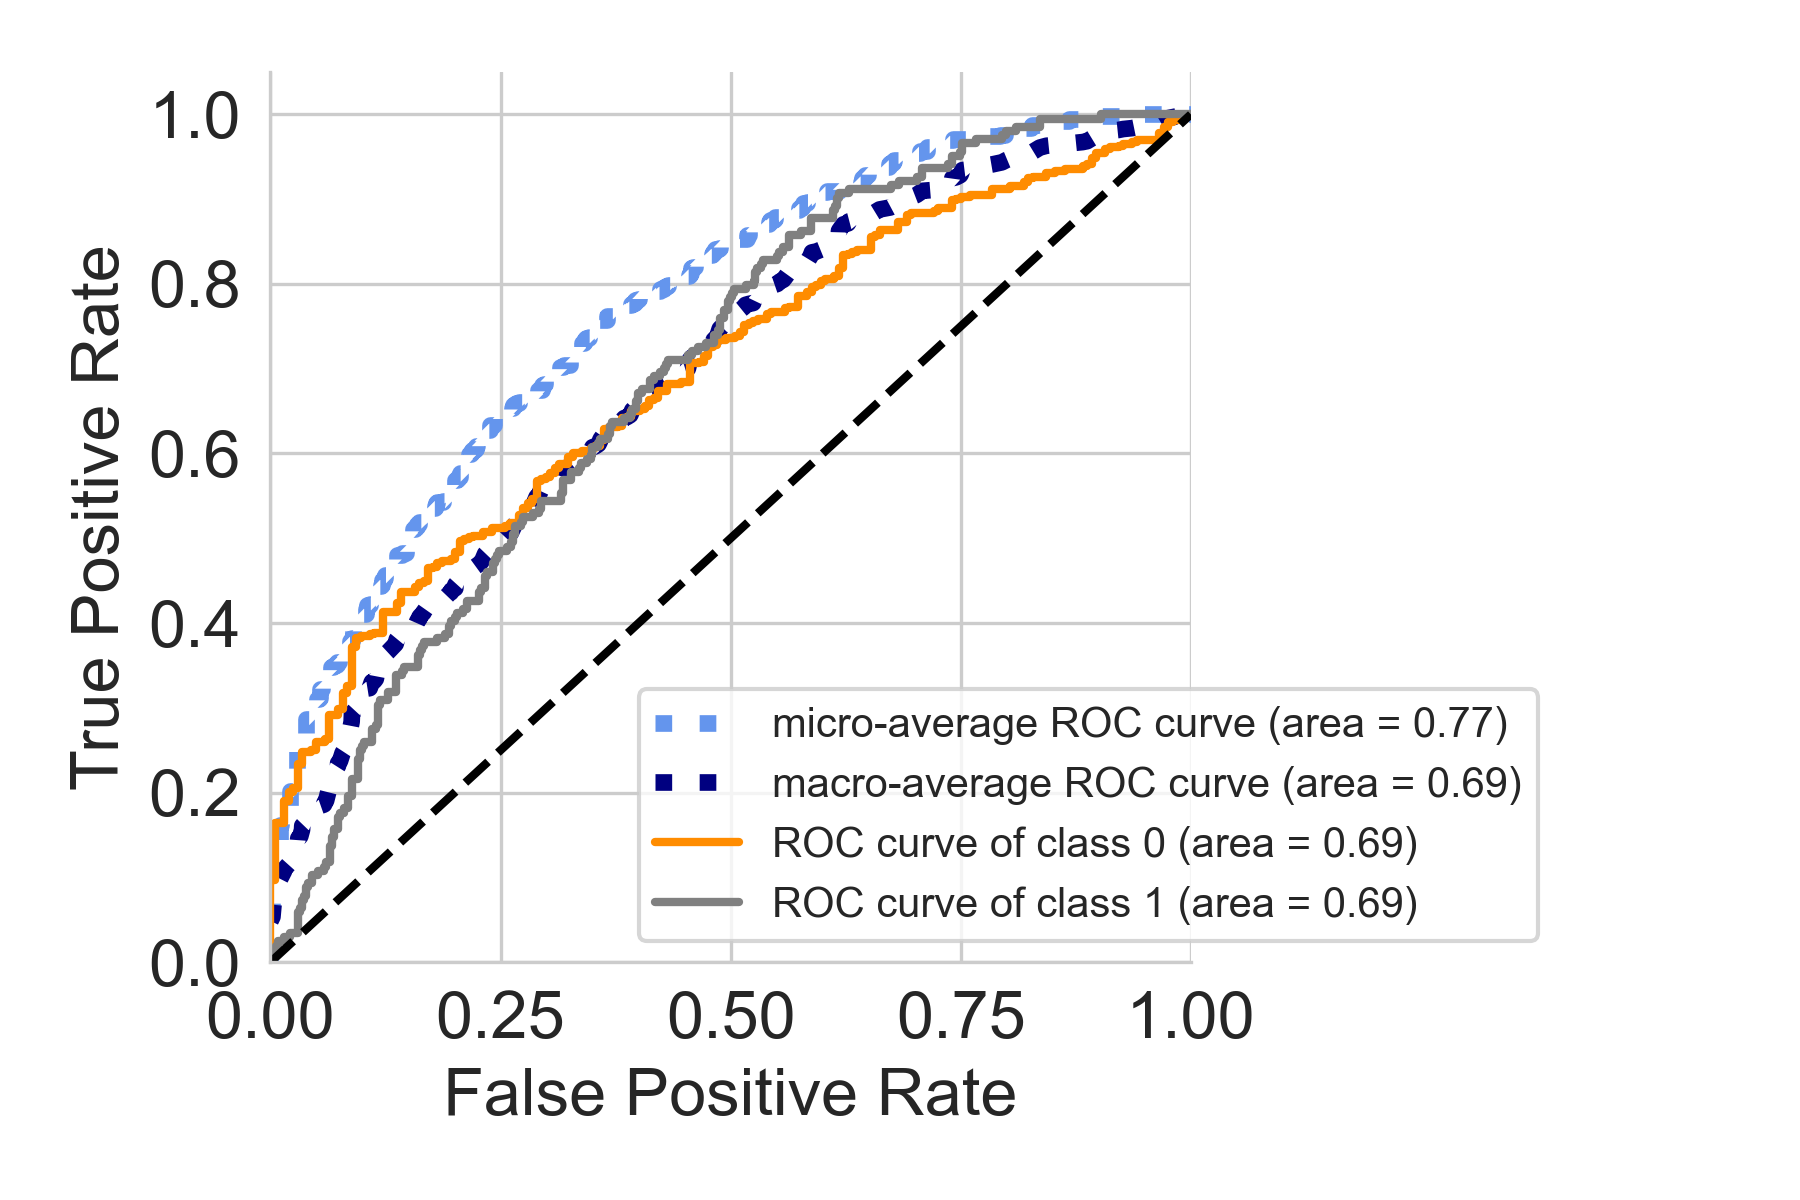 True Positive Rate
1.0
0.8
0.6
0.4
0.2
0.0
0.00 0.25 0.50 0.75 1.00
False Positive Rate
micro-average ROC curve (area = 0.77)
macro-average ROC curve (area = 0.69)
ROC curve of class 0 (area = 0.69)
ROC curve of class 1 (area = 0.69)